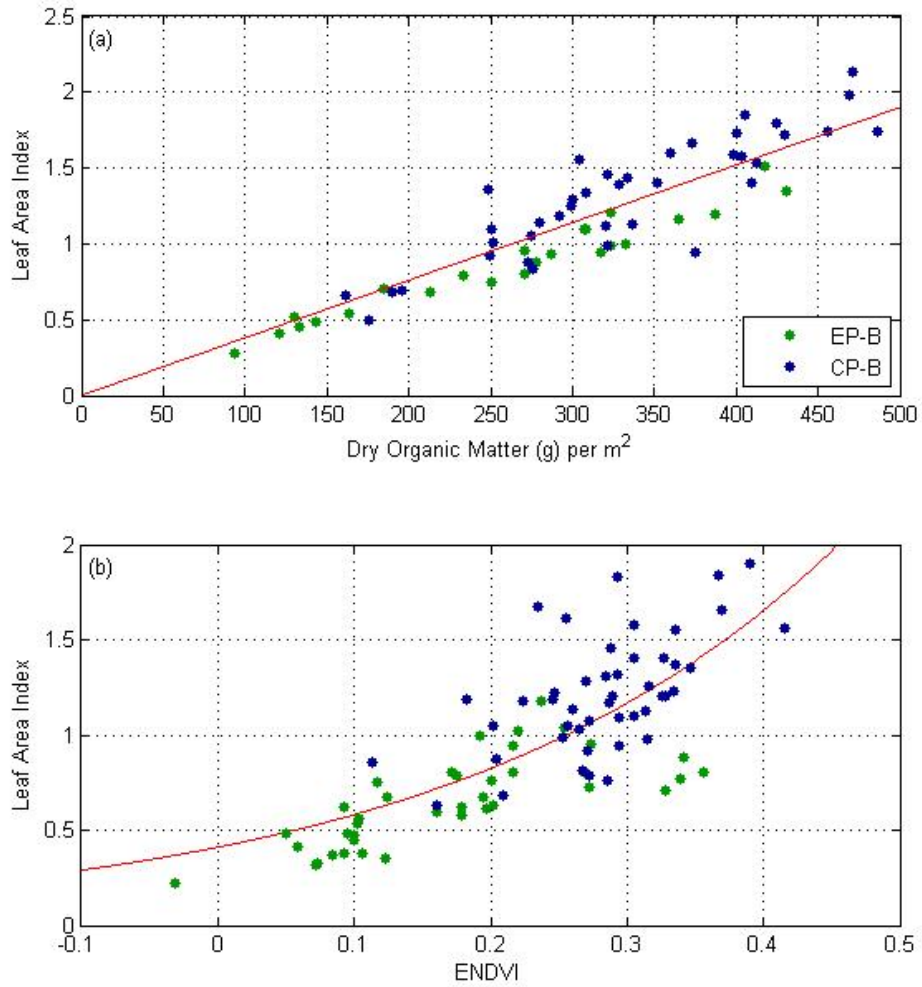 (a)
Leaf Area Index
2.5
2
1.5
1
0.5
0
0 50 100 150 200 250 300 350 400 450 500
Dry Organic Matter (g) per m²
EP-B
CP-B
(b)
Leaf Area Index
2
1.5
1
0.5
0
-0.1 0 0.1 0.2 0.3 0.4 0.5
ENDVI